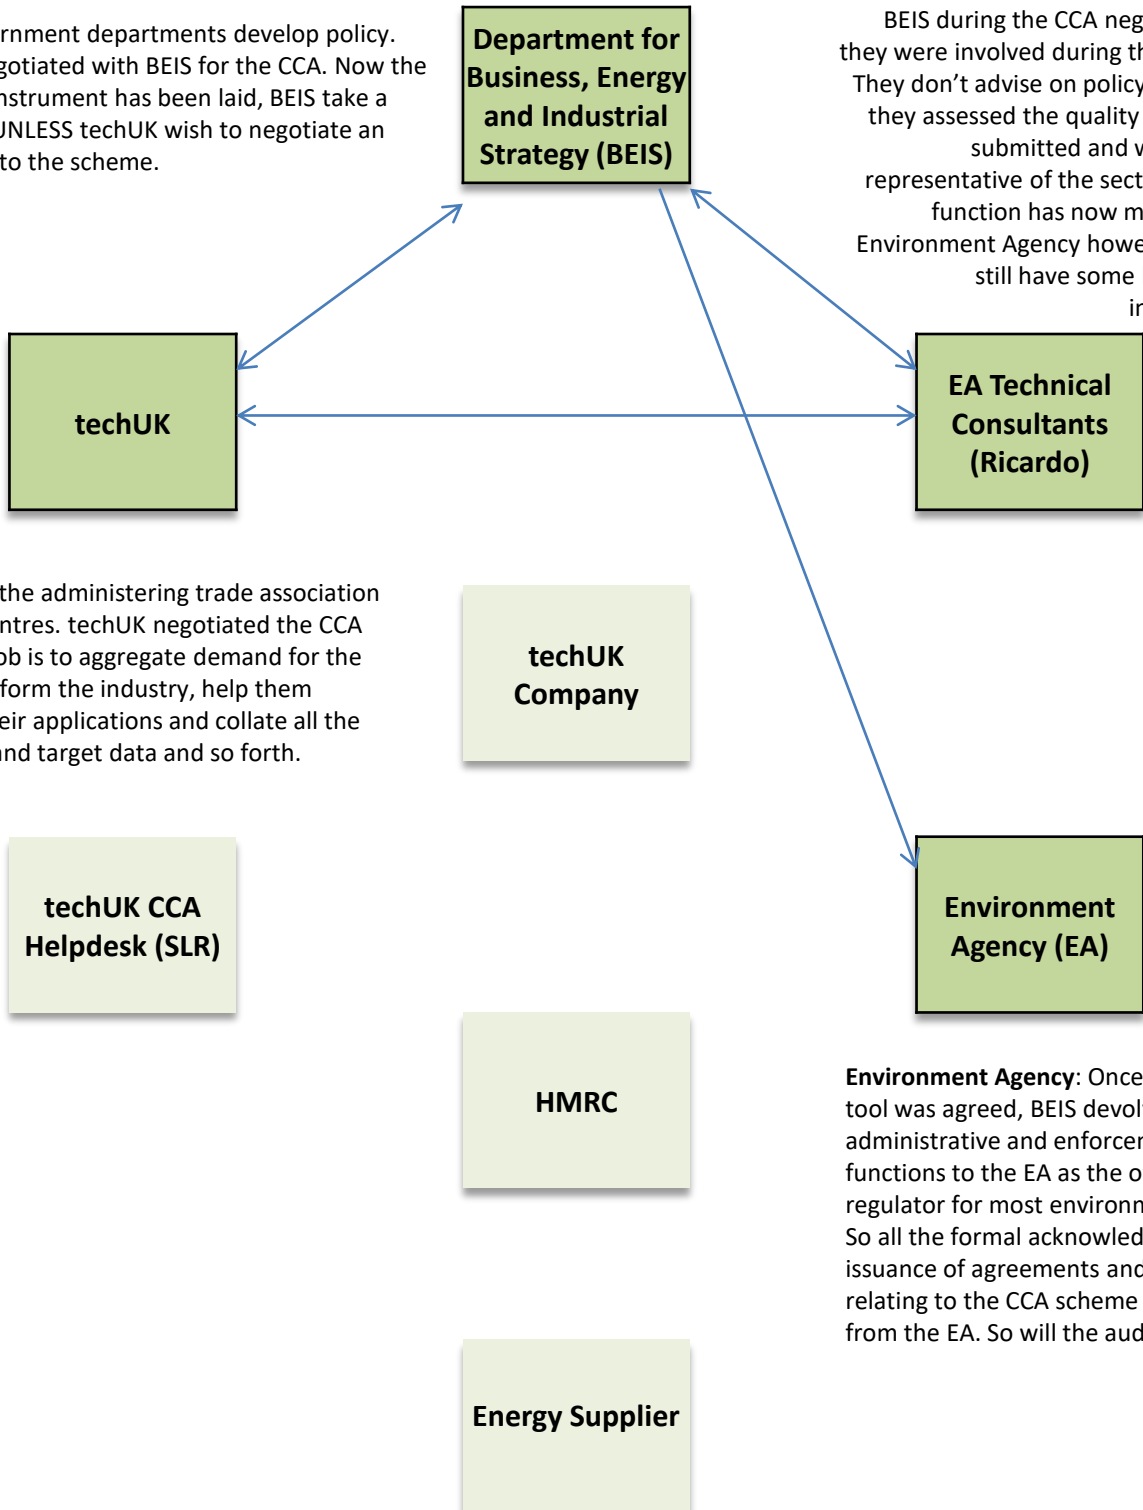 ernment departments develop policy.
gotiated with BEIS for the CCA. Now the
nstrument has been laid, BEIS take a
UNLESS techUK wish to negotiate an
to the scheme.
Department for
Business, Energy
and Industrial
Strategy (BEIS)
BEIS during the CCA neg
they were involved during th
They don’t advise on policy
they assessed the quality
submitted and w
representative of the sect
function has now m
Environment Agency howe
still have some
in
techUK
EA Technical
Consultants
(Ricardo)
the administering trade association
ntres. techUK negotiated the CCA
ob is to aggregate demand for the
form the industry, help them
eir applications and collate all the
and target data and so forth.
techUK
Company
techUK CCA
Helpdesk (SLR)
Environment
Agency (EA)
HMRC
Environment Agency: Once
tool was agreed, BEIS devol
administrative and enforcer
functions to the EA as the o
regulator for most environm
So all the formal acknowled
issuance of agreements and
relating to the CCA scheme
from the EA. So will the aud
Energy Supplier